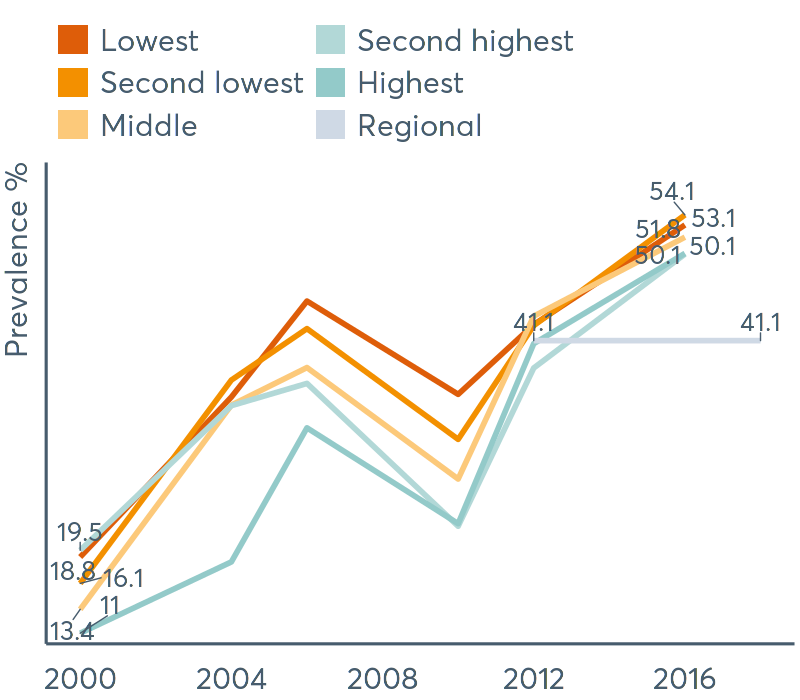 Lowest
Second lowest
Middle
Second highest
Highest
Regional
Prevalence %
54.1
53.1
51.8
50.1
50.1
41.1
41.1
19.5
18.8
16.1
11
13.4
2000
2004
2008
2012
2016